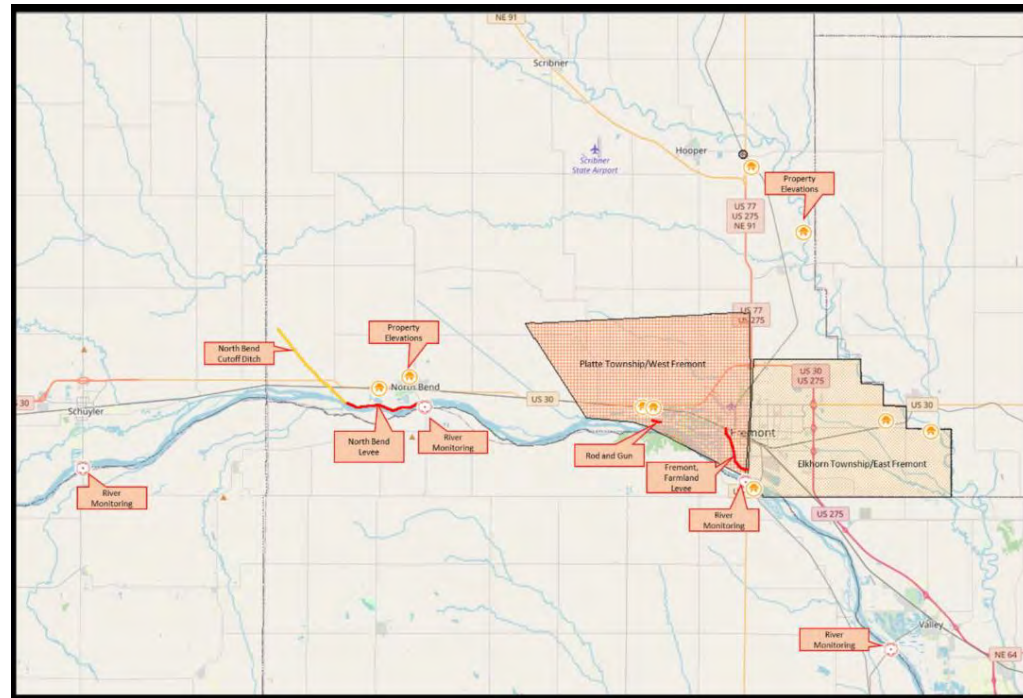 NE 91
Scribner
Hooper
Scribner
State Airport
Property
Elevations
US 77
US 275
NE 91
US 77
US 275
Property
Elevations
North Bend
Cutoff Ditch
Platte Township/West Fremont
US 30
US 275
30
Schuyler
North Bend
US 30
US 30
North Bend
Levee
River
Monitoring
Rod and Gun
Fremont
Fremont,
Farmland
Levee
Elkhorn Township/East Fremont
River
Monitoring
River
Monitoring
US 275
Valley
River
Monitoring
NE 64